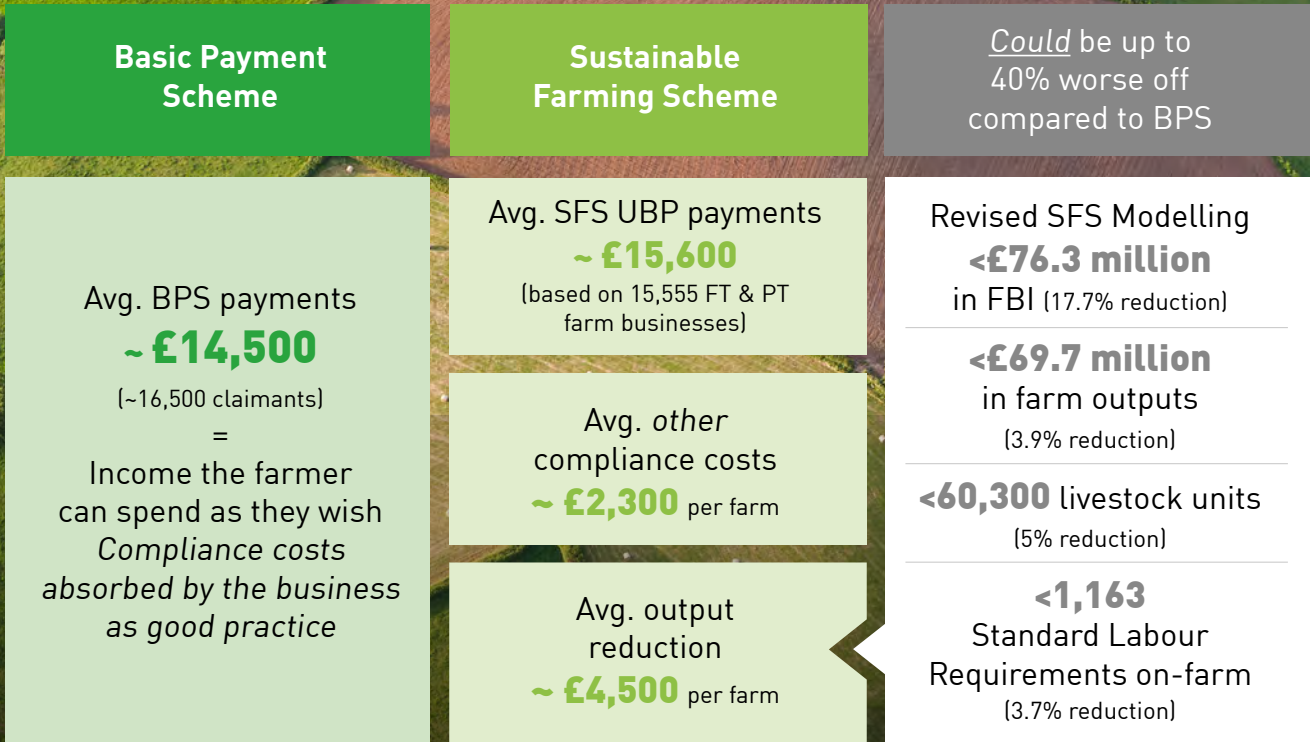 Basic Payment
Scheme
Avg. BPS payments
~ £14,500
(~16,500 claimants)
=
Income the farmer
can spend as they wish
Compliance costs
absorbed by the business
as good practice
Sustainable
Farming Scheme
Avg. SFS UBP payments
~ £15,600
(based on 15,555 FT & PT
farm businesses)
Avg. other
compliance costs
~ £2,300 per farm
Avg. output
reduction
~ £4,500 per farm
Could be up to
40% worse off
compared to BPS
Revised SFS Modelling
<£76.3 million
in FBI (17.7% reduction)
<£69.7 million
in farm outputs
(3.9% reduction)
<60,300 livestock units
(5% reduction)
<1,163
Standard Labour
Requirements on-farm
(3.7% reduction)